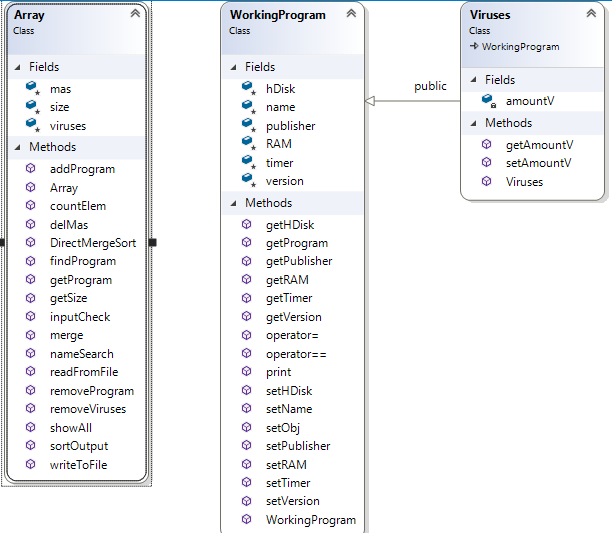 Array
Class
Fields
mas
size
viruses
Methods
addProgram
Array
countElem
delMas
DirectMergeSort
findProgram
getProgram
getSize
inputCheck
merge
nameSearch
readFromFile
removeProgram
removeViruses
showAll
sortOutput
writeToFile
WorkingProgram
Class
Fields
hDisk
name
publisher
RAM
timer
version
Methods
getHDisk
getProgram
getPublisher
getRAM
getTimer
getVersion
operator=
operator==
print
setHDisk
setName
setObj
setPublisher
setRAM
setTimer
setVersion
WorkingProgram
public
Viruses
Class
WorkingProgram
Fields
amountV
Methods
getAmountV
setAmountV
Viruses